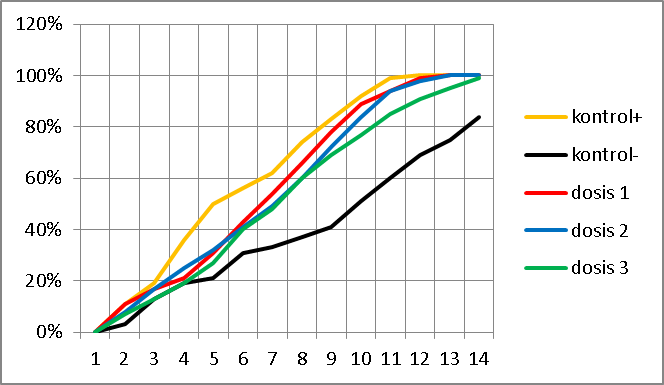 120%
100%
80%
60%
40%
20%
0%
1 2 3 4 5 6 7 8 9 10 11 12 13 14
kontrol+
kontrol-
dosis 1
dosis 2
dosis 3